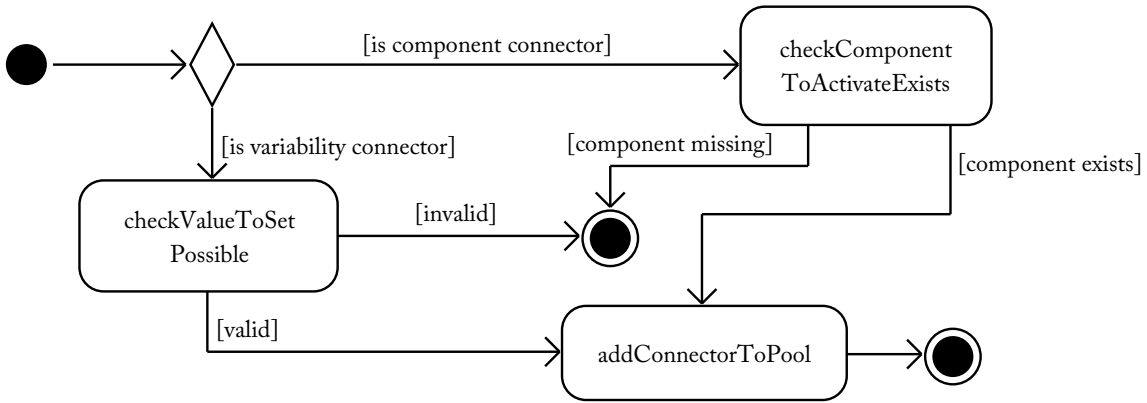 [is component connector]
checkComponent
ToActivateExists
[is variability connector]
[component missing]
[component exists]
checkValueToSet
Possible
[invalid]
[valid]
addConnectorToPool